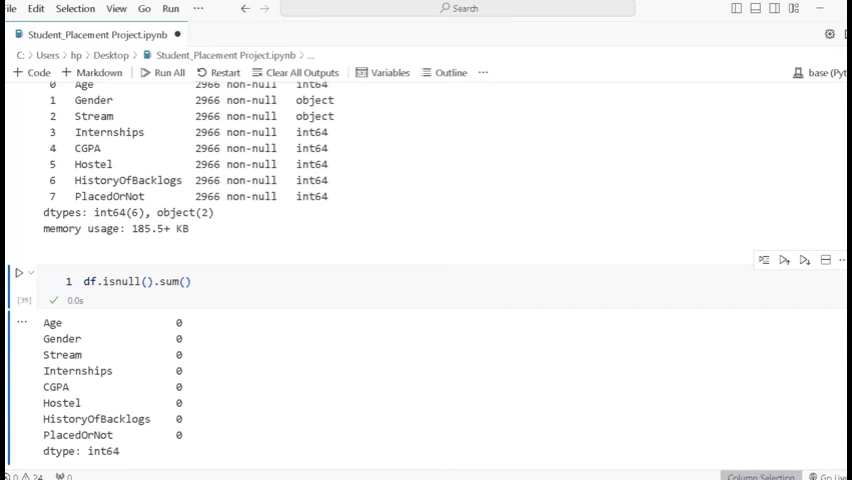 File Edit Selection View Go Run ··· ← → Search
Student_Placement Project.ipynb ●
C: > Users > hp > Desktop > Student_Placement Project.ipynb > ...
+ Code + Markdown Run All Restart Clear All Outputs Variables Outline ··· base (Pyt
0 Age 2966 non-null int64
1 Gender 2966 non-null object
2 Stream 2966 non-null object
3 Internships 2966 non-null int64
4 CGPA 2966 non-null int64
5 Hostel 2966 non-null int64
6 HistoryOfBacklogs 2966 non-null int64
7 PlacedOrNot 2966 non-null int64
dtypes: int64(6), object(2)
memory usage: 185.5+ KB
1 df.isnull().sum()
[39] ✓ 0.0s
··· Age 0
Gender 0
Stream 0
Internships 0
CGPA 0
Hostel 0
HistoryOfBacklogs 0
PlacedOrNot 0
dtype: int64
0 24 0 Column Selection Go Live